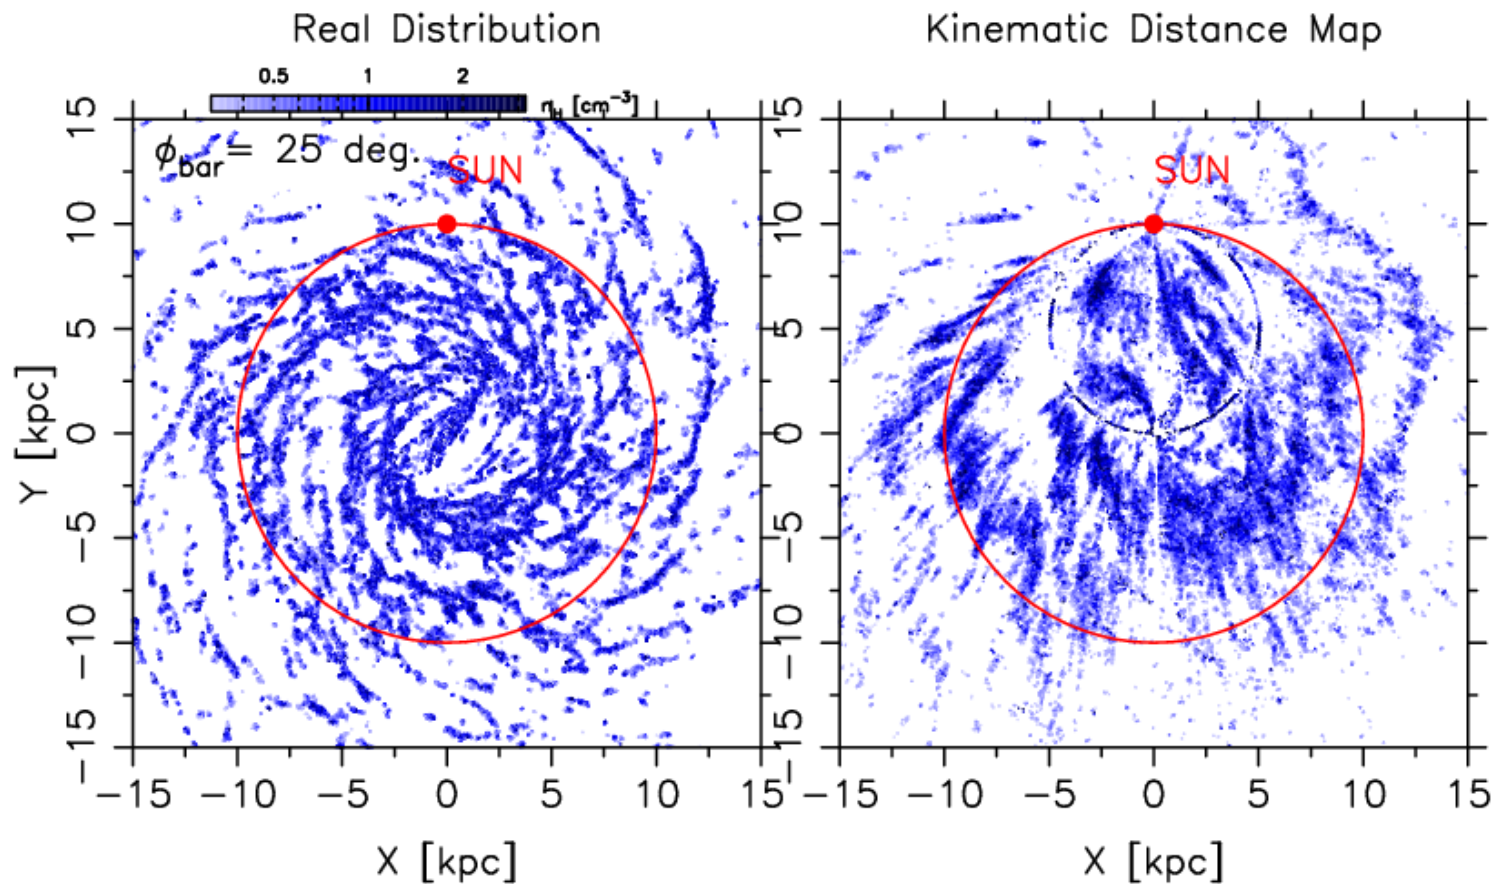 Real Distribution
Kinematic Distance Map
0.5 1 2
n_H [cm^-3]
ϕ_bar = 25 deg.
SUN
SUN
15
10
5
0
−5
−10
−15
Y [kpc]
15
10
5
0
−5
−10
−15
−15 −10 −5 0 5 10 15
−15 −10 −5 0 5 10 15
X [kpc]
X [kpc]